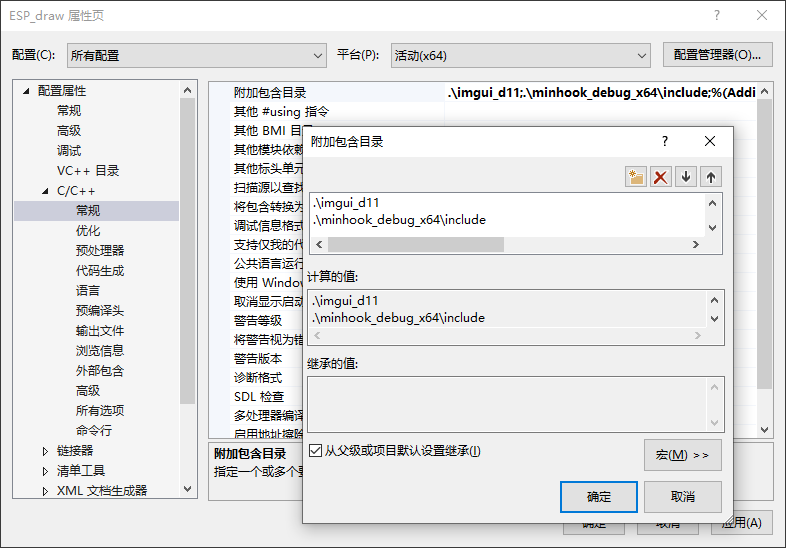 ESP_draw 属性页
配置(C): 所有配置 平台(P): 活动(x64) 配置管理器(O)...
配置属性
常规
高级
调试
VC++ 目录
C/C++
常规
优化
预处理器
代码生成
语言
预编译头
输出文件
浏览信息
外部包含
高级
所有选项
命令行
链接器
清单工具
XML 文档生成器
附加包含目录 .\imgui_d11;.\minhook_debug_x64\include;%(Addi
其他 #using 指令
其他 BMI 目
其他模块依赖
其他标头单元
扫描源以查找
将包含转换为
调试信息格式
支持仅我的代
公共语言运行
使用 Window
取消显示启动
警告等级
将警告视为错
警告版本
诊断格式
SDL 检查
多处理器编译
启用地址擦除
附加包含目录
指定一个或多个要
附加包含目录
.\imgui_d11
.\minhook_debug_x64\include
计算的值:
.\imgui_d11
.\minhook_debug_x64\include
继承的值:
从父级或项目默认设置继承(I)
宏(M) >>
确定 取消
确定 取消 应用(A)